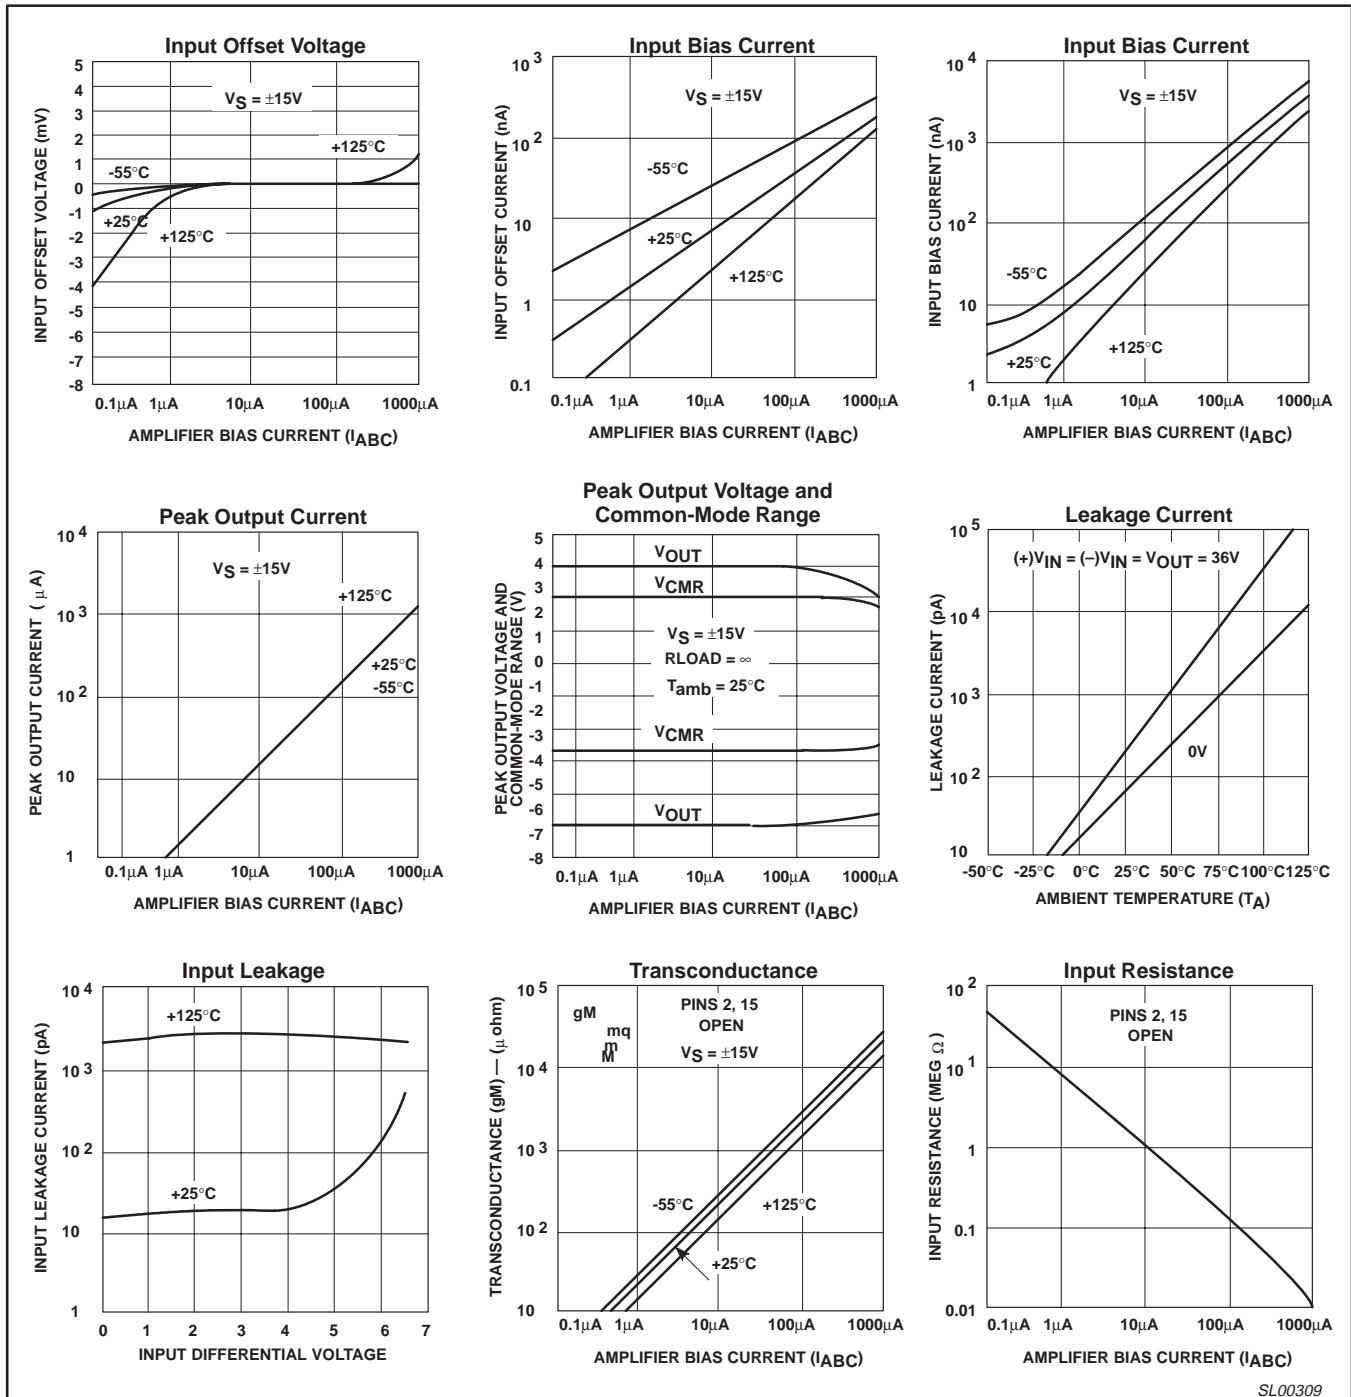 Input Offset Voltage
5
4
3
2
1
0
-1
-2
-3
-4
-5
-6
-7
-8
INPUT OFFSET VOLTAGE (mV)
VS = ±15V
+125°C
-55°C
+25°C
+125°C
0.1µA 1µA 10µA 100µA 1000µA
AMPLIFIER BIAS CURRENT (IABC)
Input Bias Current
10 3
10 2
10
1
0.1
INPUT OFFSET CURRENT (nA)
VS = ±15V
-55°C
+25°C
+125°C
0.1µA 1µA 10µA 100µA 1000µA
AMPLIFIER BIAS CURRENT (IABC)
Input Bias Current
10 4
10 3
10 2
10
1
INPUT BIAS CURRENT (nA)
VS = ±15V
-55°C
+25°C
+125°C
0.1µA 1µA 10µA 100µA 1000µA
AMPLIFIER BIAS CURRENT (IABC)
Peak Output Current
10 4
10 3
10 2
10
1
PEAK OUTPUT CURRENT ( µA)
VS = ±15V
+125°C
+25°C
-55°C
0.1µA 1µA 10µA 100µA 1000µA
AMPLIFIER BIAS CURRENT (IABC)
Peak Output Voltage and
Common-Mode Range
5
4
3
2
1
0
-1
-2
-3
-4
-5
-6
-7
-8
PEAK OUTPUT VOLTAGE AND
COMMON-MODE RANGE (V)
VOUT
VCMR
VS = ±15V
RLOAD = ∞
Tamb = 25°C
VCMR
VOUT
0.1µA 1µA 10µA 100µA 1000µA
AMPLIFIER BIAS CURRENT (IABC)
Leakage Current
10 5
10 4
10 3
10 2
10
LEAKAGE CURRENT (pA)
(+)VIN = (–)VIN = VOUT = 36V
0V
-50°C -25°C 0°C 25°C 50°C 75°C 100°C 125°C
AMBIENT TEMPERATURE (TA)
Input Leakage
10 4
10 3
10 2
10
1
INPUT LEAKAGE CURRENT (pA)
+125°C
+25°C
0 1 2 3 4 5 6 7
INPUT DIFFERENTIAL VOLTAGE
Transconductance
10 5
10 4
10 3
10 2
10
TRANSCONDUCTANCE (gM) — (µ ohm)
gM
mq
m
M
PINS 2, 15
OPEN
VS = ±15V
-55°C
+125°C
+25°C
0.1µA 1µA 10µA 100µA 1000µA
AMPLIFIER BIAS CURRENT (IABC)
Input Resistance
10 2
10 1
1
0.1
0.01
INPUT RESISTANCE (MEG Ω)
PINS 2, 15
OPEN
0.1µA 1µA 10µA 100µA 1000µA
AMPLIFIER BIAS CURRENT (IABC)
SL00309